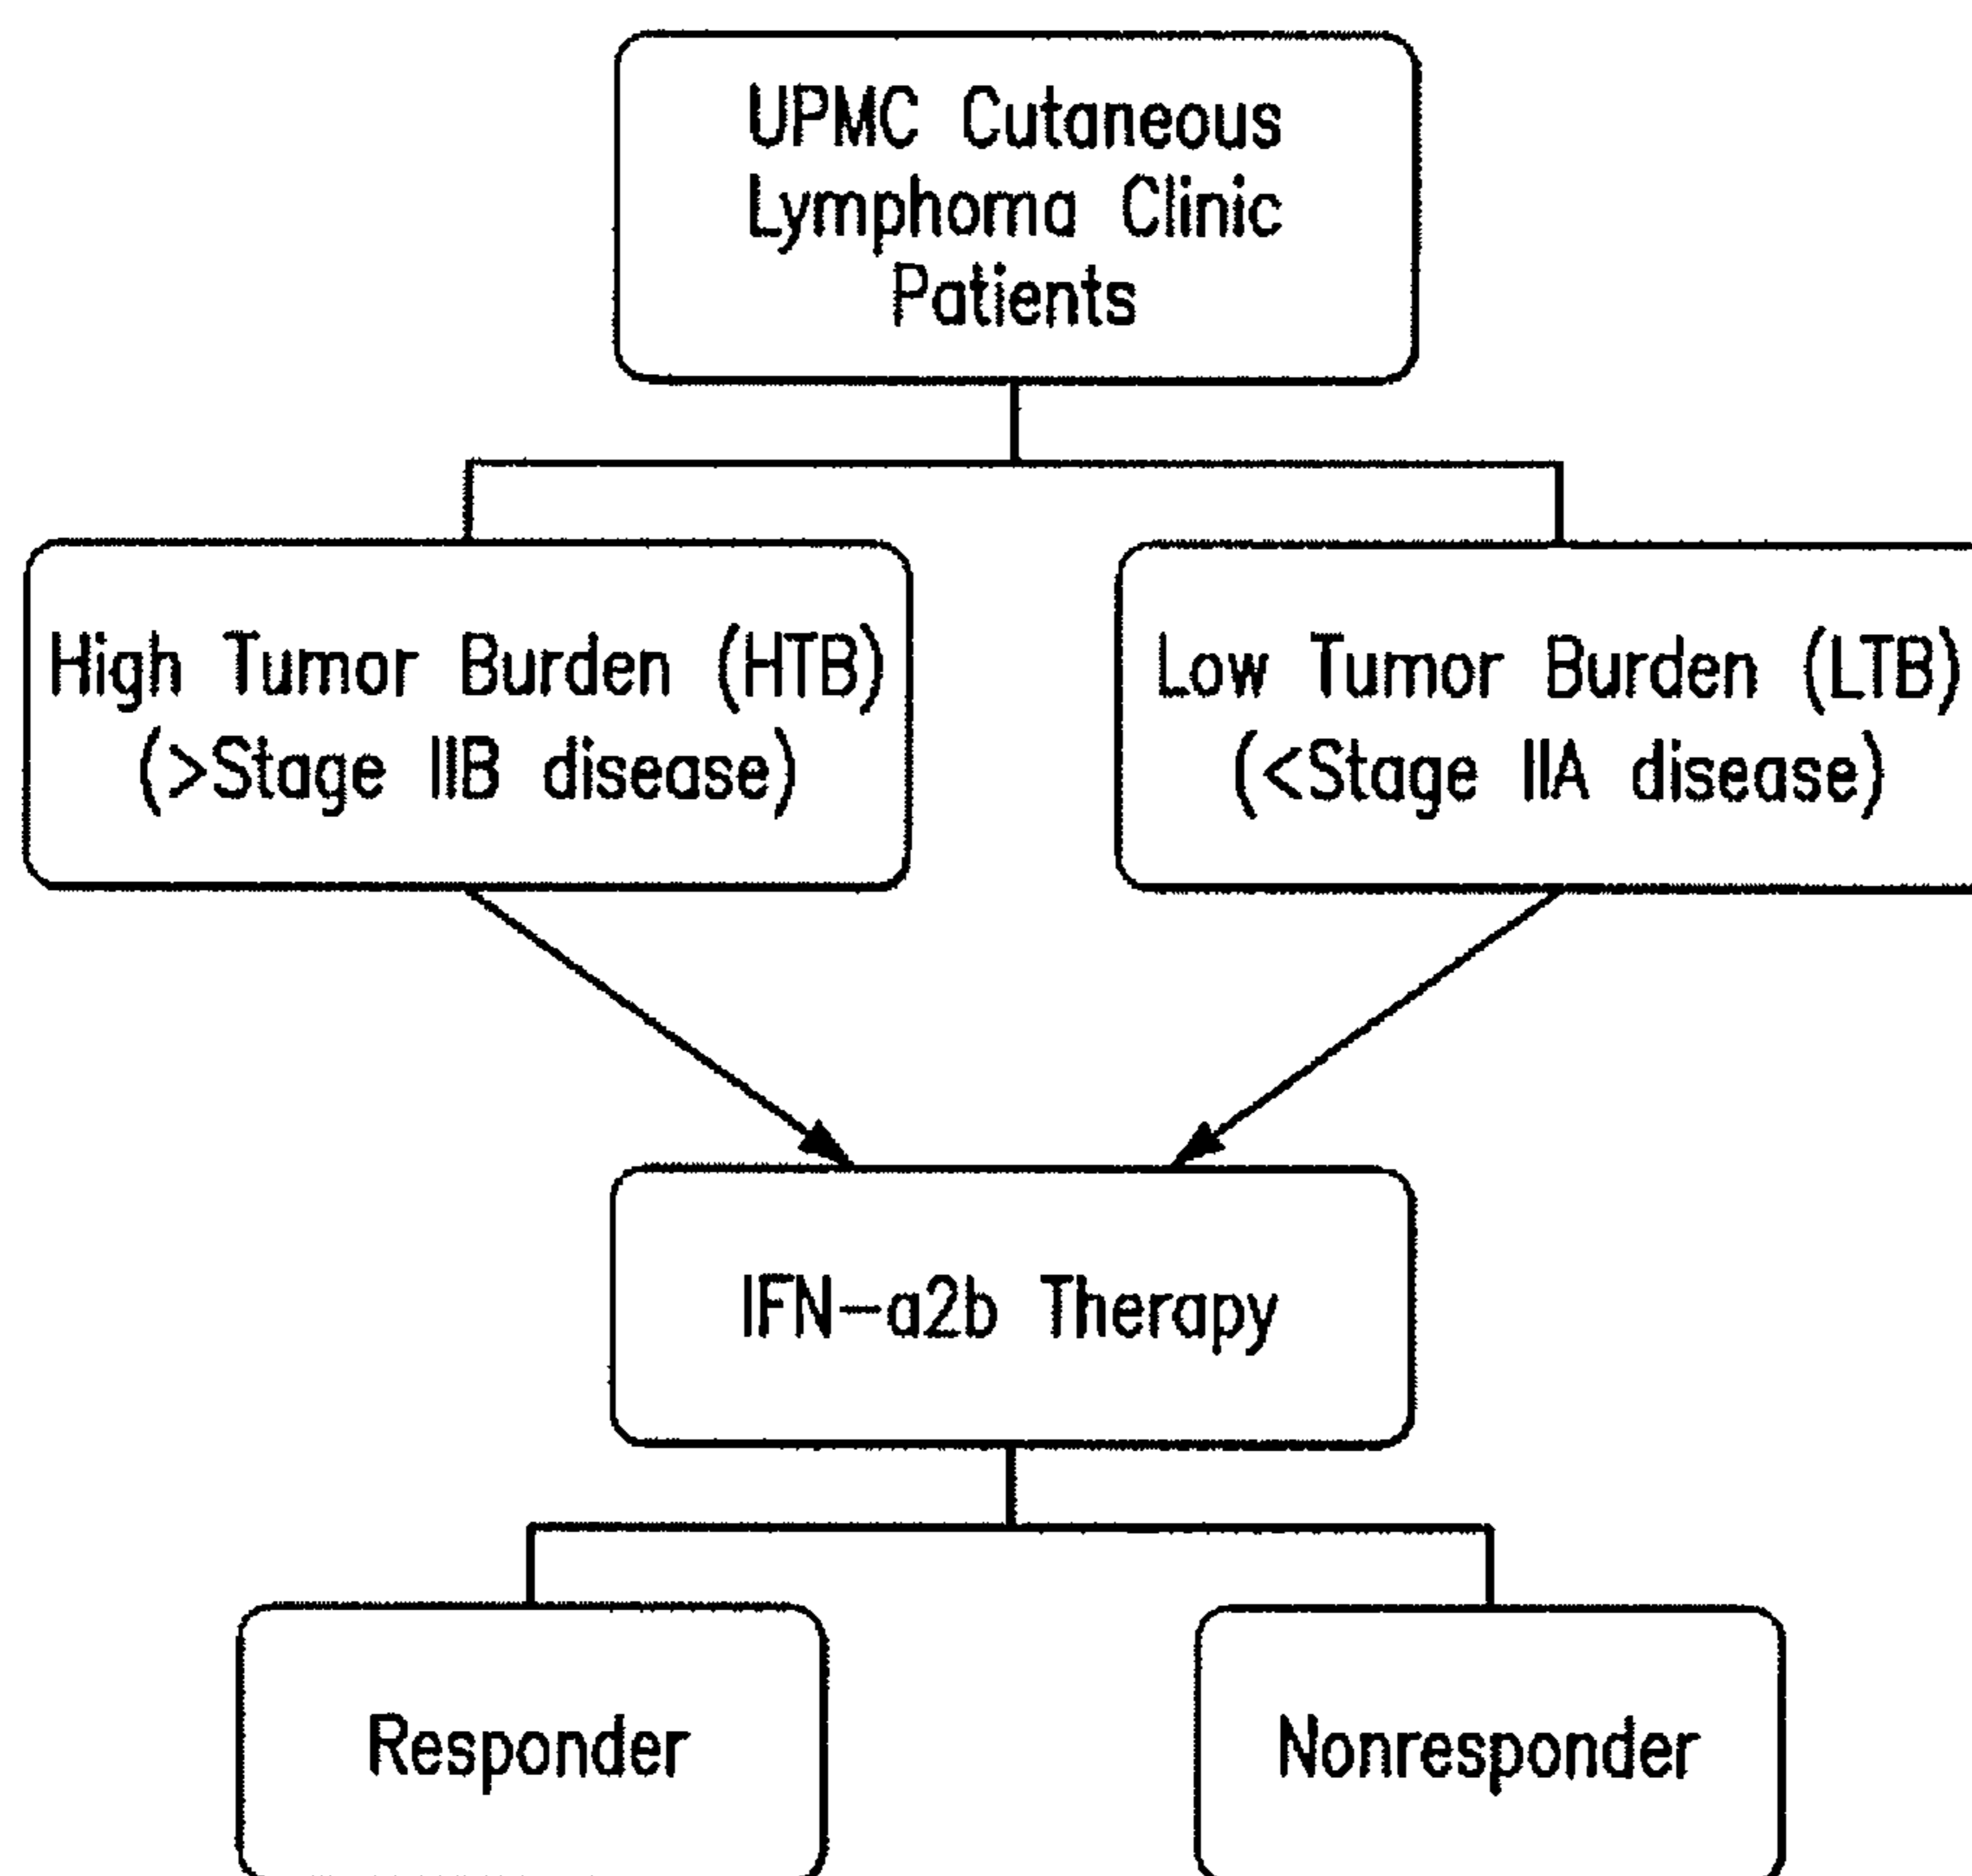 UPMC Cutaneous
Lymphoma Clinic
Patients
High Tumor Burden (HTB)
(>Stage IIB disease)
Low Tumor Burden (LTB)
(<Stage IIA disease)
IFN-a2b Therapy
Responder
Nonresponder